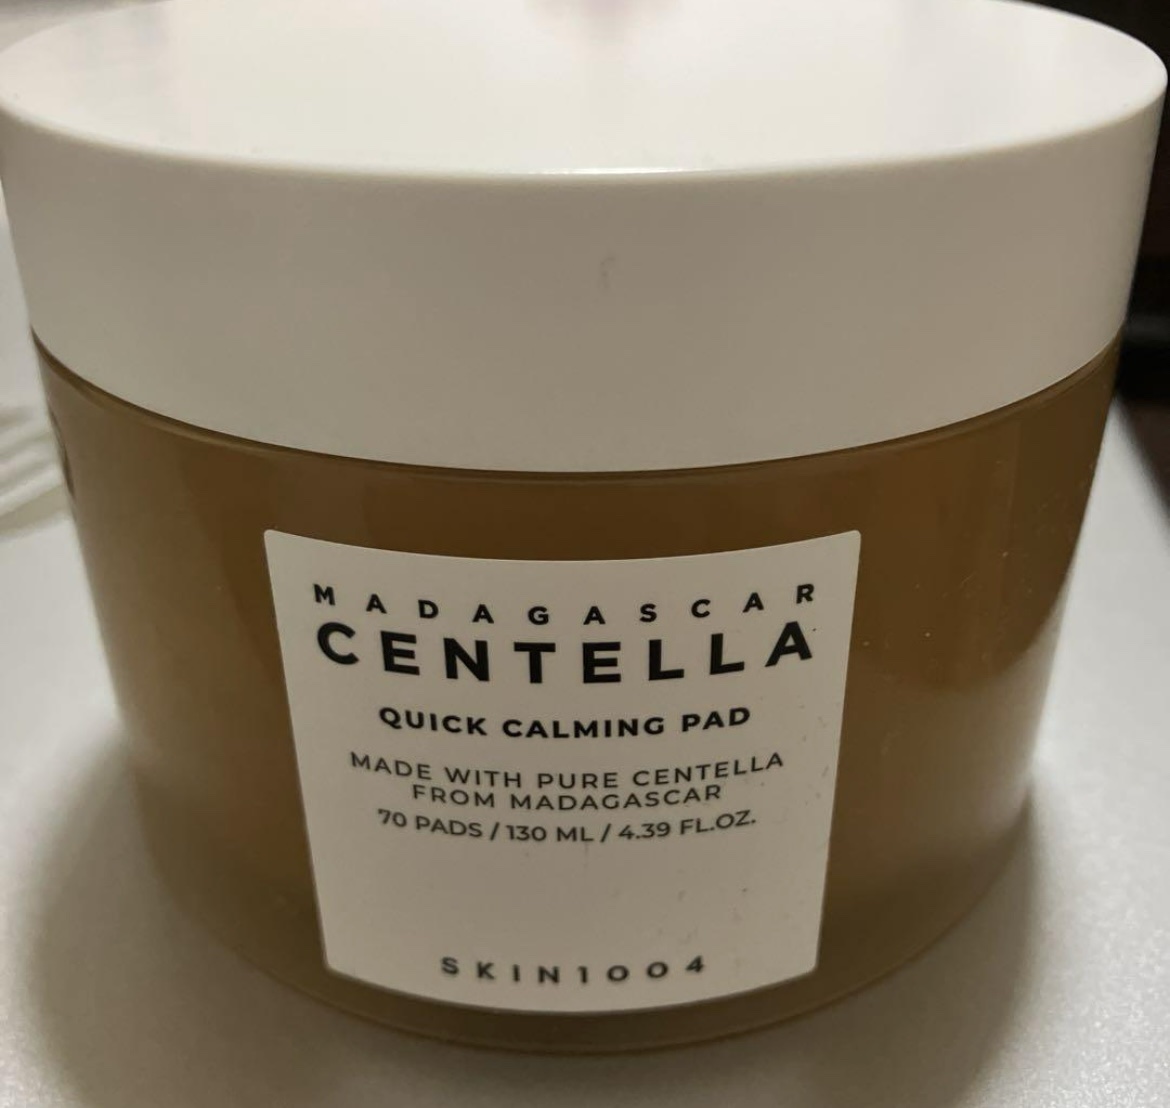 MADAGASCAR
CENTELLA
QUICK CALMING PAD
MADE WITH PURE CENTELLA
FROM MADAGASCAR
70 PADS / 130 ML / 4.39 FL.OZ.
SKIN1004